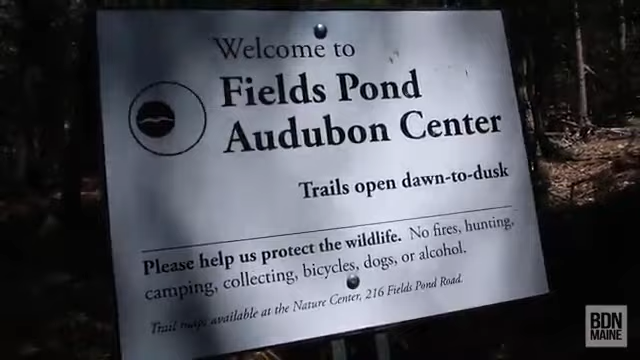 Welcome to
Fields Pond
Audubon Center
Trails open dawn-to-dusk
Please help us protect the wildlife. No fires, hunting,
camping, collecting, bicycles, dogs, or alcohol.
Trail maps available at the Nature Center, 216 Fields Pond Road.
BDN
MAINE